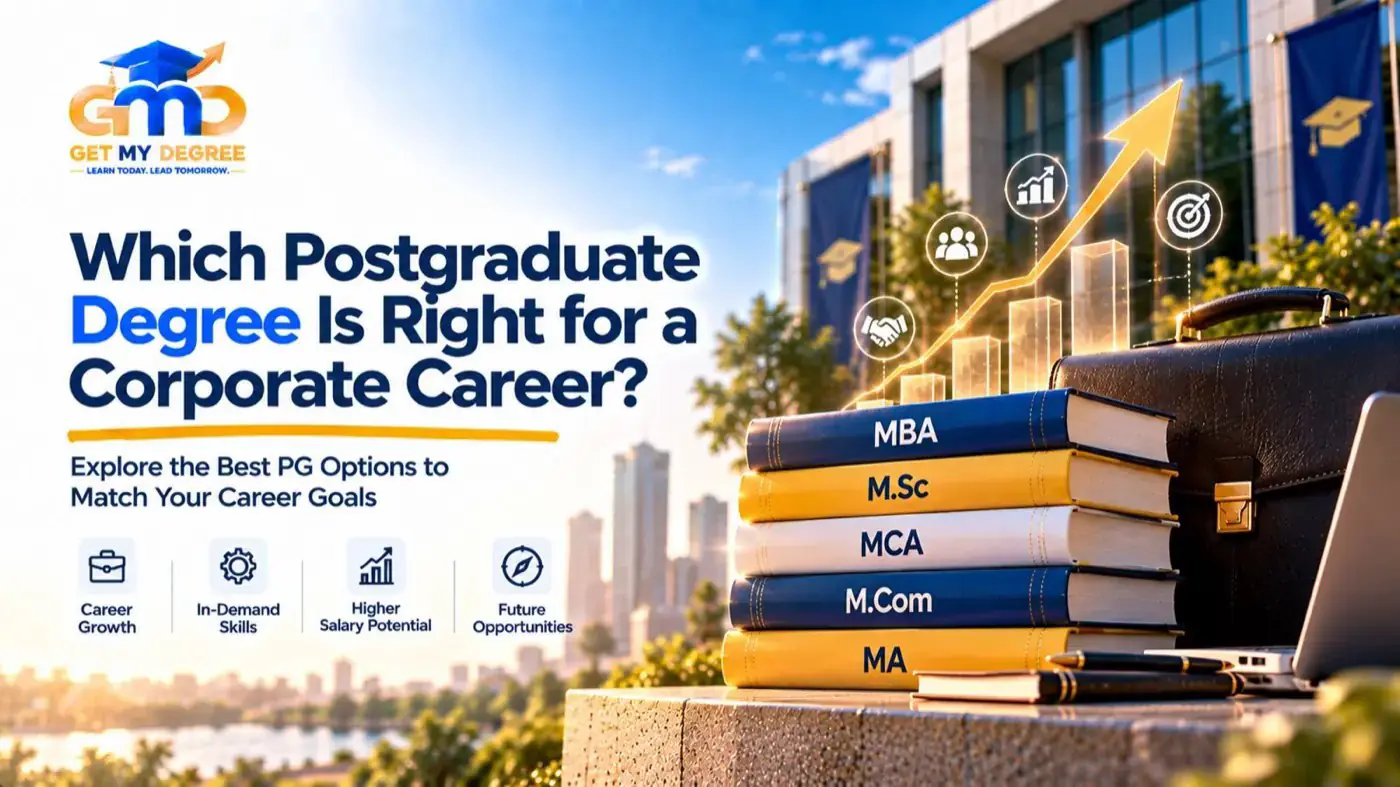 GMD
GET MY DEGREE
LEARN TODAY. LEAD TOMORROW.
Which Postgraduate
Degree Is Right for a
Corporate Career?
Explore the Best PG Options to
Match Your Career Goals
Career
Growth
In-Demand
Skills
Higher
Salary Potential
Future
Opportunities
MBA
M.Sc
MCA
M.Com
MA